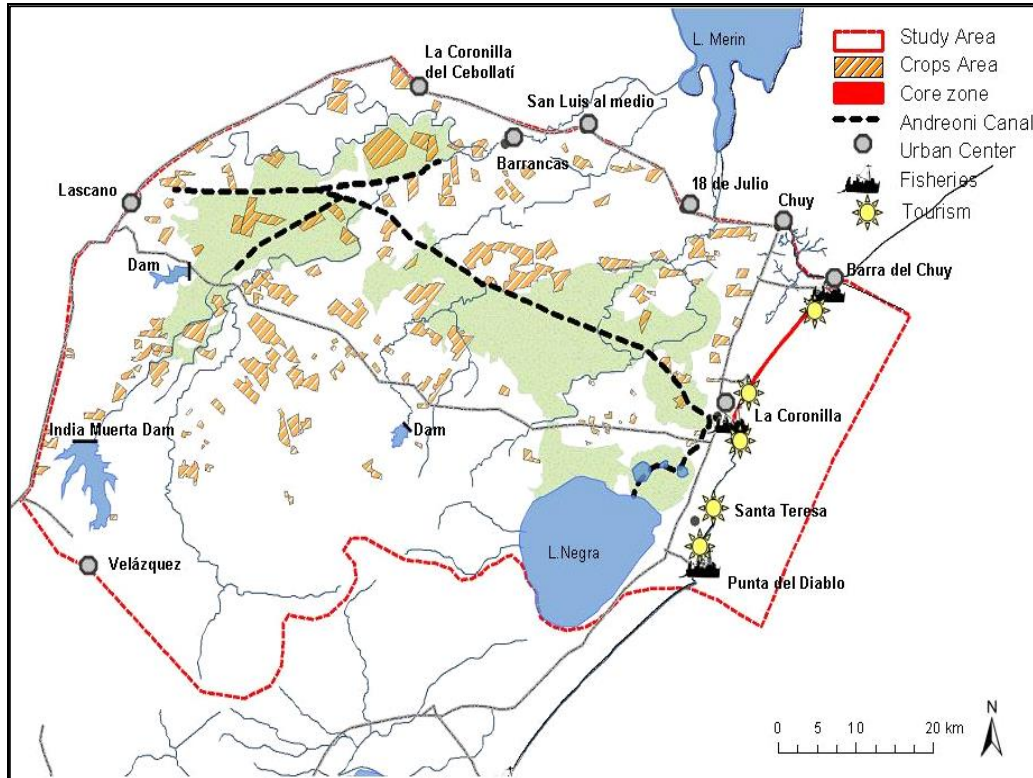 La Coronilla
del Cebollatí
L. Merin
San Luis al medio
Barrancas
Lascano
18 de Julio
Chuy
Barra del Chuy
Dam
India Muerta Dam
Dam
La Coronilla
Santa Teresa
L.Negra
Velázquez
Punta del Diablo
Study Area
Crops Area
Core zone
Andreoni Canal
Urban Center
Fisheries
Tourism
N
0 5 10 20 km